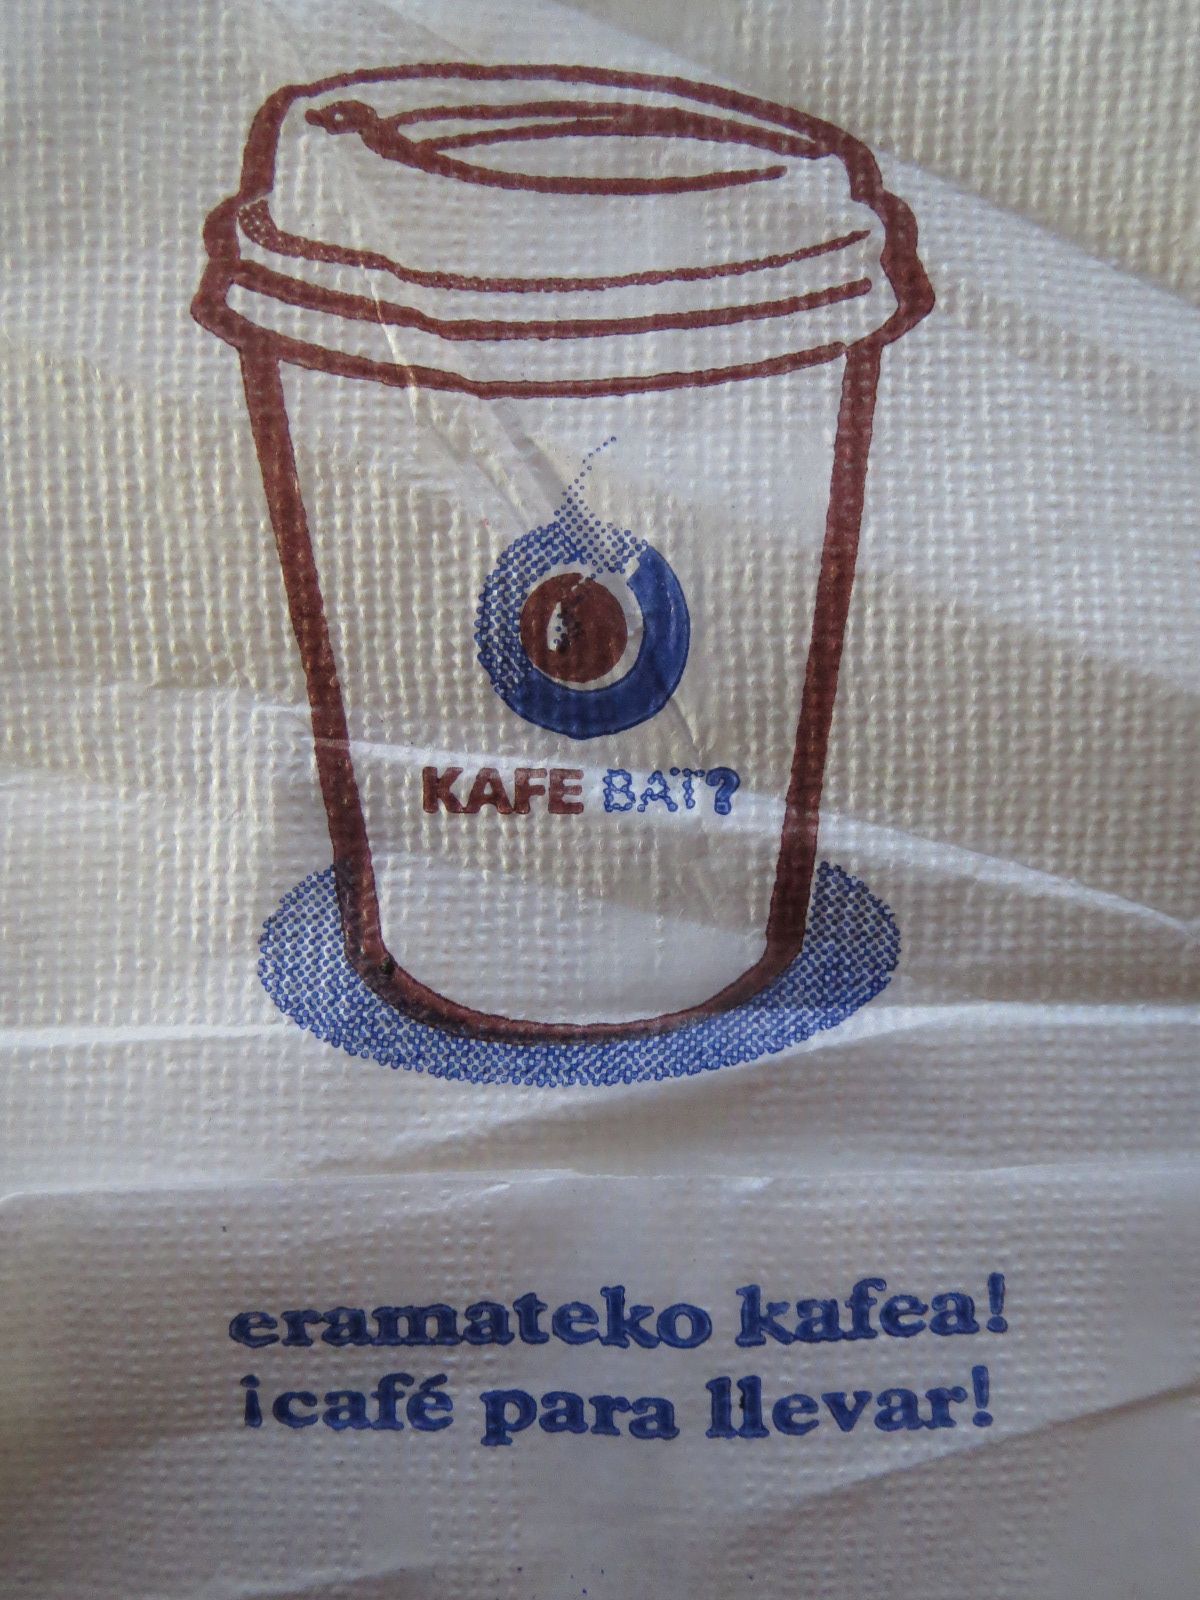 KAFE BAT?
eramateko kafea!
¡café para llevar!